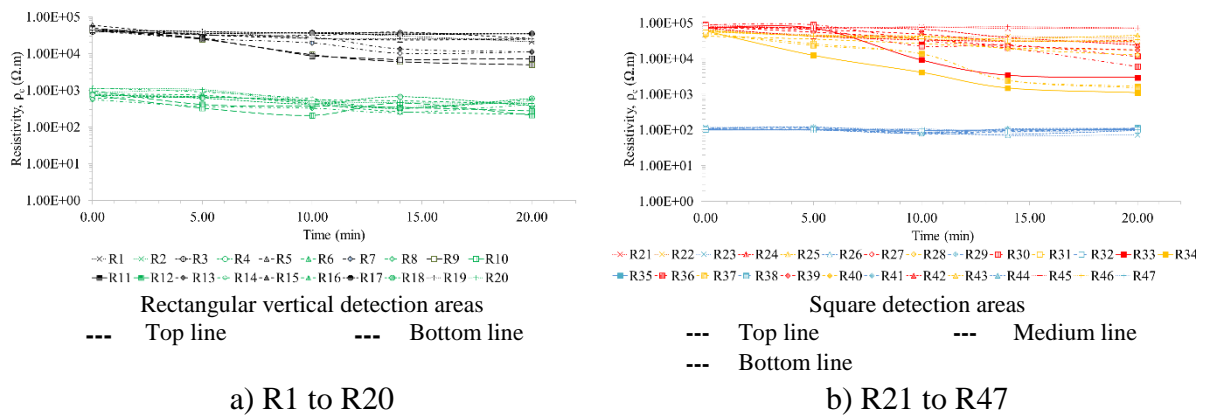 1.00E+05
1.00E+04
1.00E+03
1.00E+02
1.00E+01
1.00E+00
Resistivity, ρc (Ω.m)
0.00 5.00 10.00 15.00 20.00
Time (min)
R1 R2 R3 R4 R5 R6 R7 R8 R9 R10
R11 R12 R13 R14 R15 R16 R17 R18 R19 R20
Rectangular vertical detection areas
Top line Bottom line
a) R1 to R20
1.00E+05
1.00E+04
1.00E+03
1.00E+02
1.00E+01
1.00E+00
Resistivity, ρc (Ω.m)
0.00 5.00 10.00 15.00 20.00
Time (min)
R21 R22 R23 R24 R25 R26 R27 R28 R29 R30 R31 R32 R33 R34
R35 R36 R37 R38 R39 R40 R41 R42 R43 R44 R45 R46 R47
Square detection areas
Top line Medium line
Bottom line
b) R21 to R47